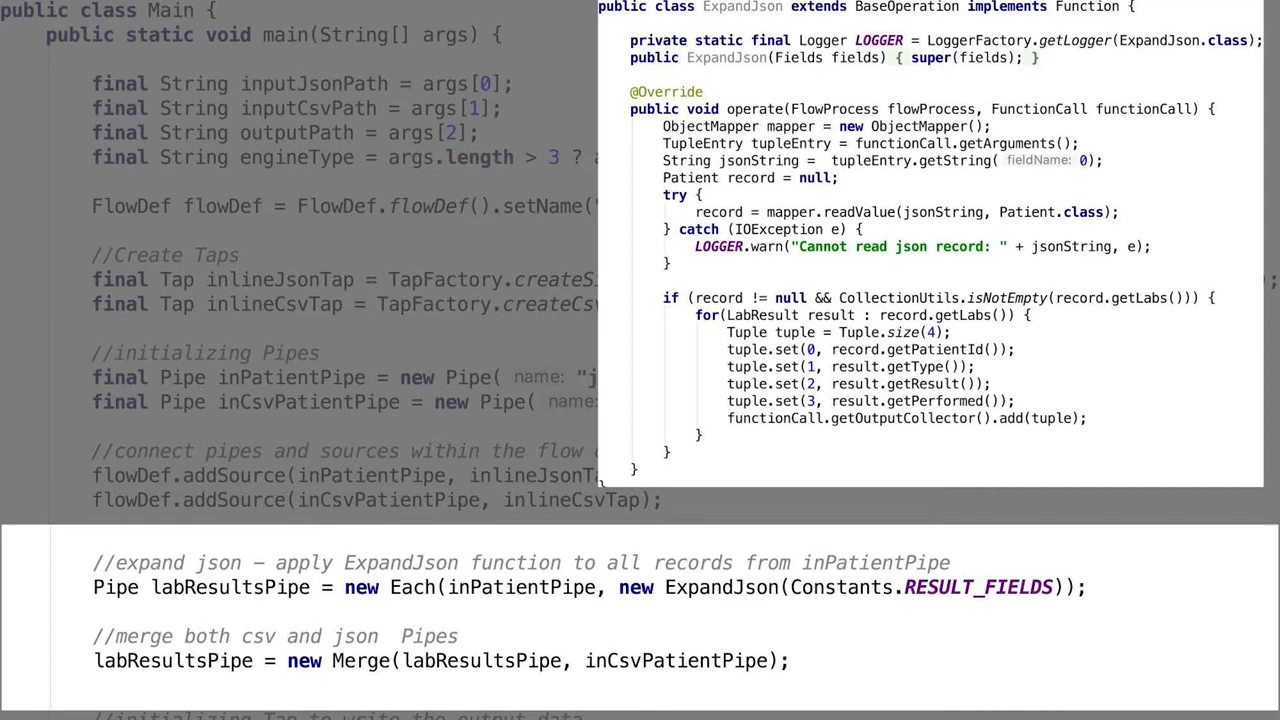 public class Main {
public static void main(String[] args) {
final String inputJsonPath = args[0];
final String inputCsvPath = args[1];
final String outputPath = args[2];
final String engineType = args.length > 3 ?
FlowDef flowDef = FlowDef.flowDef().setName(
//Create Taps
final Tap inlineJsonTap = TapFactory.createS
final Tap inlineCsvTap = TapFactory.createCs
//initializing Pipes
final Pipe inPatientPipe = new Pipe( name: "j
final Pipe inCsvPatientPipe = new Pipe( name:
//connect pipes and sources within the flow
flowDef.addSource(inPatientPipe, inlineJsonTa
flowDef.addSource(inCsvPatientPipe, inlineCsvTap);
//expand json – apply ExpandJson function to all records from inPatientPipe
Pipe labResultsPipe = new Each(inPatientPipe, new ExpandJson(Constants.RESULT_FIELDS));
//merge both csv and json  Pipes
labResultsPipe = new Merge(labResultsPipe, inCsvPatientPipe);
//initializing Tap to write the output data
public class ExpandJson extends BaseOperation implements Function {
private static final Logger LOGGER = LoggerFactory.getLogger(ExpandJson.class);
public ExpandJson(Fields fields) { super(fields); }
@Override
public void operate(FlowProcess flowProcess, FunctionCall functionCall) {
ObjectMapper mapper = new ObjectMapper();
TupleEntry tupleEntry = functionCall.getArguments();
String jsonString =  tupleEntry.getString( fieldName: 0);
Patient record = null;
try {
record = mapper.readValue(jsonString, Patient.class);
} catch (IOException e) {
LOGGER.warn("Cannot read json record: " + jsonString, e);
}
if (record != null && CollectionUtils.isNotEmpty(record.getLabs())) {
for(LabResult result : record.getLabs()) {
Tuple tuple = Tuple.size(4);
tuple.set(0, record.getPatientId());
tuple.set(1, result.getType());
tuple.set(2, result.getResult());
tuple.set(3, result.getPerformed());
functionCall.getOutputCollector().add(tuple);
}
}
}
}